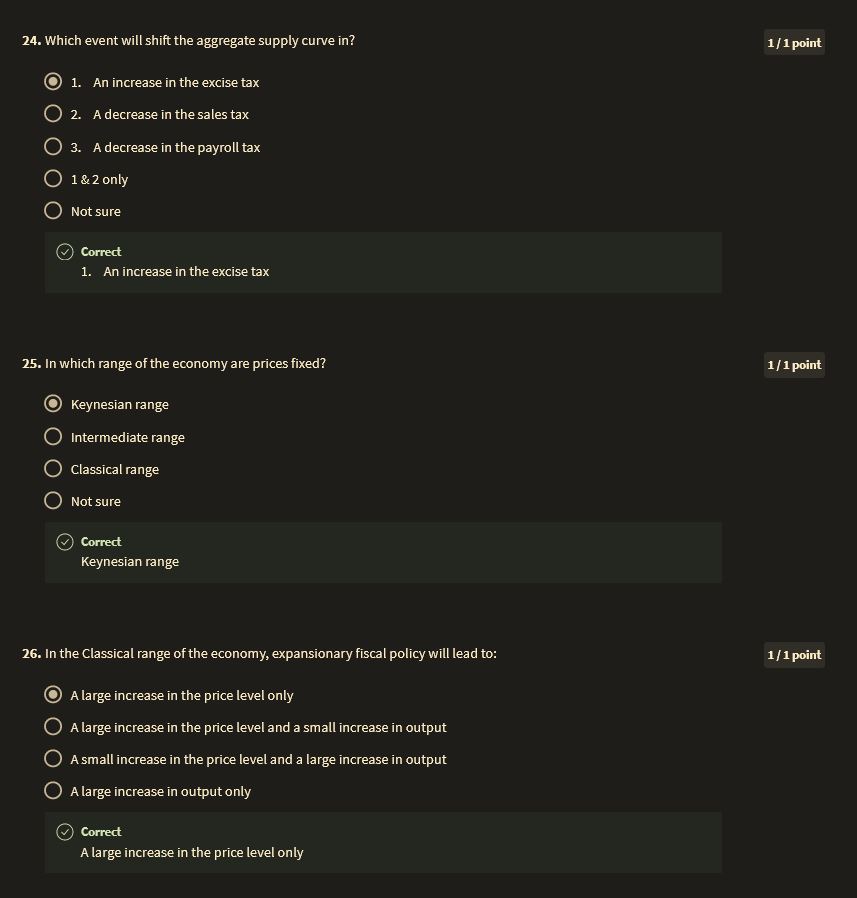 24. Which event will shift the aggregate supply curve in?
1 / 1 point
1. An increase in the excise tax
2. A decrease in the sales tax
3. A decrease in the payroll tax
1 & 2 only
Not sure
Correct
1. An increase in the excise tax
25. In which range of the economy are prices fixed?
1 / 1 point
Keynesian range
Intermediate range
Classical range
Not sure
Correct
Keynesian range
26. In the Classical range of the economy, expansionary fiscal policy will lead to:
1 / 1 point
A large increase in the price level only
A large increase in the price level and a small increase in output
A small increase in the price level and a large increase in output
A large increase in output only
Correct
A large increase in the price level only